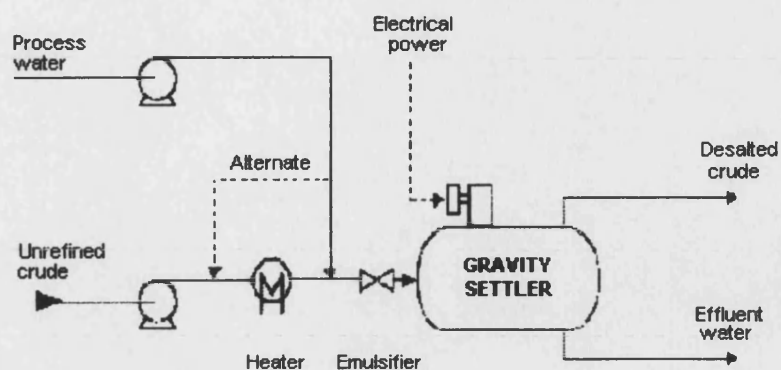 Process
water
Electrical
power
Alternate
Desalted
crude
Unrefined
crude
GRAVITY
SETTLER
Effluent
water
Heater
Emulsifier